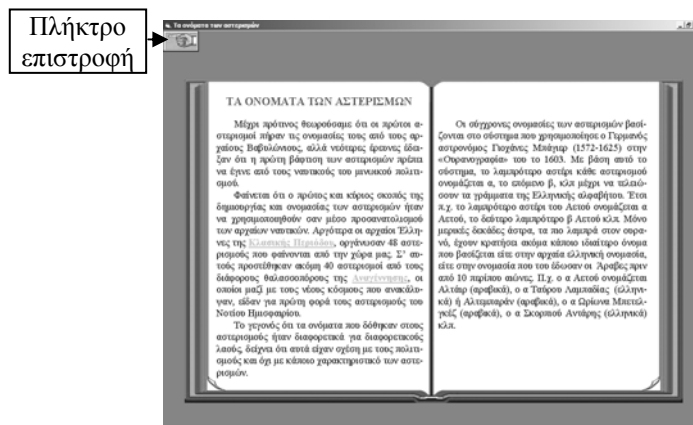 Πλήκτρο
επιστροφή
Τα ονόματα των αστερισμών
ΤΑ ΟΝΟΜΑΤΑ ΤΩΝ ΑΣΤΕΡΙΣΜΩΝ
Μέχρι πρότινος θεωρούσαμε ότι οι πρώτοι α-
στερισμοί πήραν τις ονομασίες τους από τους αρ-
χαίους Βαβυλώνιους, αλλά νεότερες έρευνες έδει-
ξαν ότι η πρώτη βάφτιση των αστερισμών πρέπει
να έγινε από τους ναυτικούς του μινωικού πολιτι-
σμού.
Φαίνεται ότι ο πρώτος και κύριος σκοπός της
δημιουργίας και ονομασίας των αστερισμών ήταν
να χρησιμοποιηθούν σαν μέσο προσανατολισμού
των αρχαίων ναυτικών. Αργότερα οι αρχαίοι Έλλη-
νες της Κλασικής Περιόδου, οργάνωσαν 48 αστε-
ρισμούς που φαίνονται από την χώρα μας. Σ' αυ-
τούς προστέθηκαν ακόμη 40 αστερισμοί από τους
διάφορους θαλασσοπόρους της Αναγέννησης, οι
οποίοι μαζί με τους νέους κόσμους που ανακάλυ-
ψαν, είδαν για πρώτη φορά τους αστερισμούς του
Νοτίου Ημισφαιρίου.
Το γεγονός ότι τα ονόματα που δόθηκαν στους
αστερισμούς ήταν διαφορετικά για διαφορετικούς
λαούς, δείχνει ότι αυτά είχαν σχέση με τους πολιτι-
σμούς και όχι με κάποιο χαρακτηριστικό των αστε-
ρισμών.
Οι σύγχρονες ονομασίες των αστερισμών βασί-
ζονται στο σύστημα που χρησιμοποίησε ο Γερμανός
αστρονόμος Γιοχάνες Μπάγιερ (1572-1625) στην
«Ουρανογραφία» του το 1603. Με βάση αυτό το
σύστημα, το λαμπρότερο αστέρι κάθε αστερισμού
ονομάζεται α, το επόμενο β, κλπ μέχρι να τελειώ-
σουν τα γράμματα της Ελληνικής αλφαβήτου. Έτσι
π.χ. το λαμπρότερο αστέρι του Αετού ονομάζεται α
Αετού, το δεύτερο λαμπρότερο β Αετού κλπ. Μόνο
μερικές δεκάδες άστρα, τα πιο λαμπρά στον ουρα-
νό, έχουν κρατήσει ακόμα κάποιο ιδιαίτερο όνομα
που βασίζεται είτε στην αρχαία ελληνική ονομασία,
είτε στην ονομασία που του έδωσαν οι Άραβες πριν
από 10 περίπου αιώνες. Π.χ. ο α Αετού ονομάζεται
Αλτάιρ (αραβικά), ο α Ταύρου Λαμπαδίας (ελληνι-
κά) ή Αλτεμπαράν (αραβικά), ο α Ωρίωνα Μπετελ-
γκέζ (αραβικά), ο α Σκορπιού Αντάρης (ελληνικά)
κλπ.